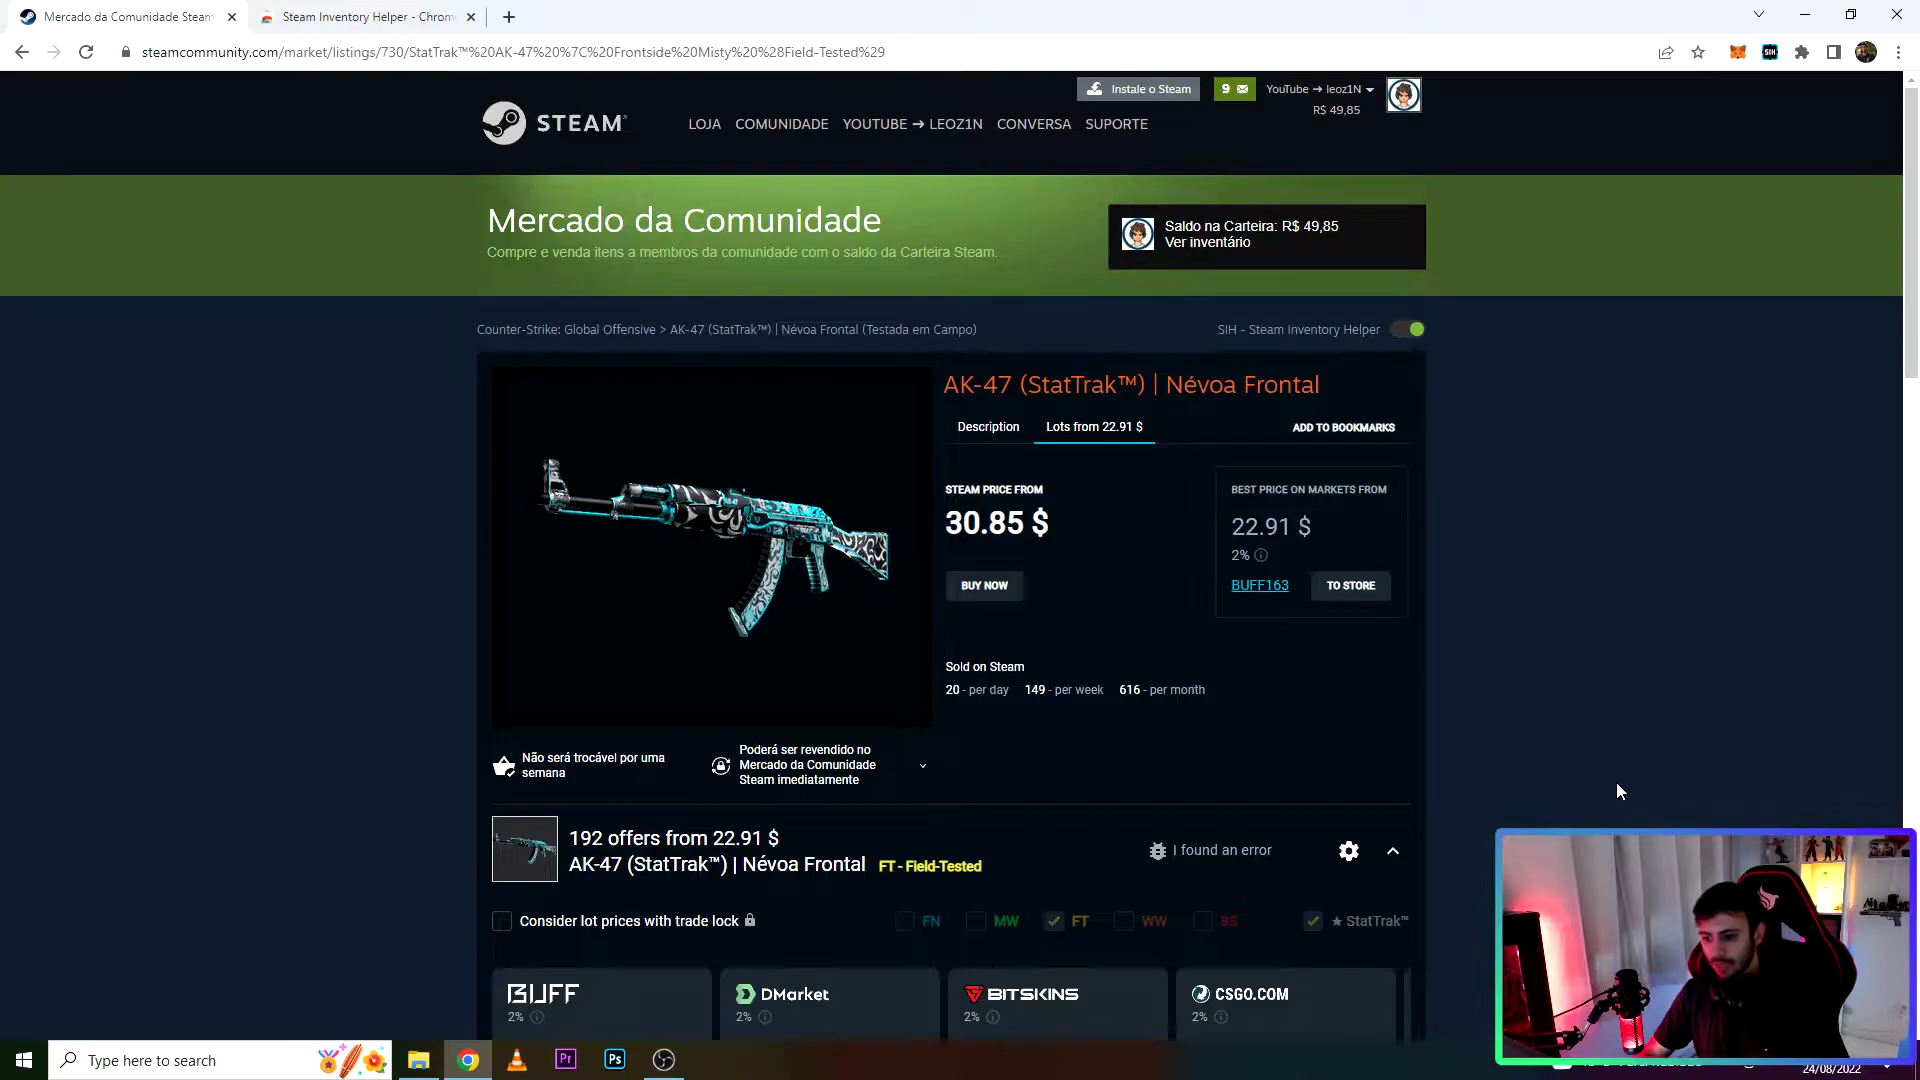 Mercado da Comunidade Steam
Steam Inventory Helper - Chrom
steamcommunity.com/market/listings/730/StatTrak™%20AK-47%20%7C%20Frontside%20Misty%20%28Field-Tested%29
SIH
STEAM
LOJA COMUNIDADE YOUTUBE → LEOZ1N CONVERSA SUPORTE
Instale o Steam
9
YouTube → leoz1N
R$ 49,85
Mercado da Comunidade
Compre e venda itens a membros da comunidade com o saldo da Carteira Steam.
Saldo na Carteira: R$ 49,85
Ver inventário
Counter-Strike: Global Offensive > AK-47 (StatTrak™) | Névoa Frontal (Testada em Campo)
SIH - Steam Inventory Helper
AK-47 (StatTrak™) | Névoa Frontal
Description
Lots from 22.91 $
ADD TO BOOKMARKS
STEAM PRICE FROM
30.85 $
BUY NOW
BEST PRICE ON MARKETS FROM
22.91 $
2%
BUFF163
TO STORE
Sold on Steam
20 - per day 149 - per week 616 - per month
Não será trocável por uma
semana
Poderá ser revendido no
Mercado da Comunidade
Steam imediatamente
192 offers from 22.91 $
AK-47 (StatTrak™) | Névoa Frontal FT - Field-Tested
I found an error
Consider lot prices with trade lock
FN
MW
FT
WW
BS
★ StatTrak™
BUFF
2%
DMarket
2%
BITSKINS
2%
CSGO.COM
2%
Type here to search
Pr
Ps
24/08/2022